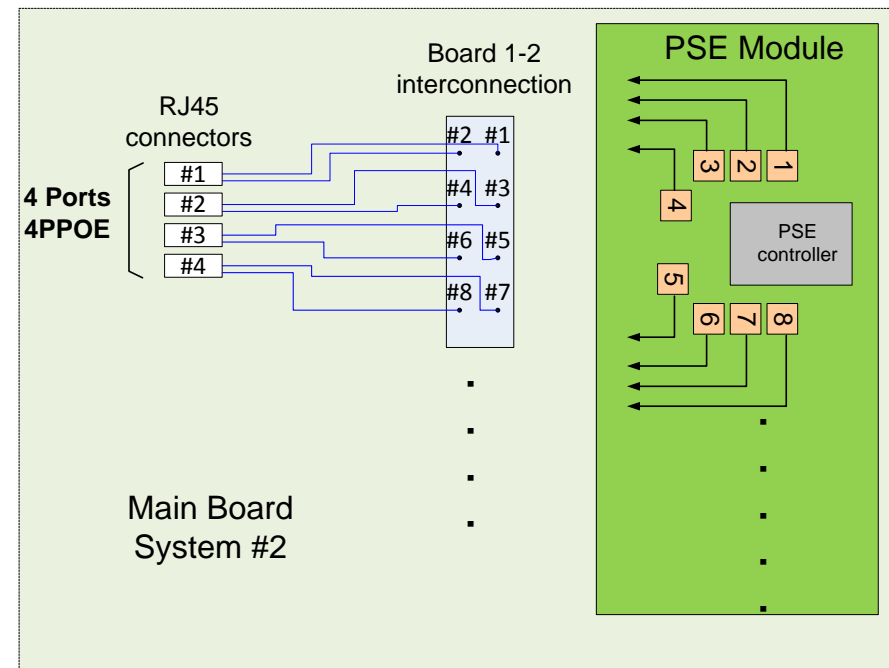 PSE Module
Board 1-2
interconnection
RJ45
connectors
4 Ports
4PPOE
#1
#2
#3
#4
#2 #1
#4 #3
#6 #5
#8 #7
3 2 1
4
PSE
controller
5
6 7 8
Main Board
System #2